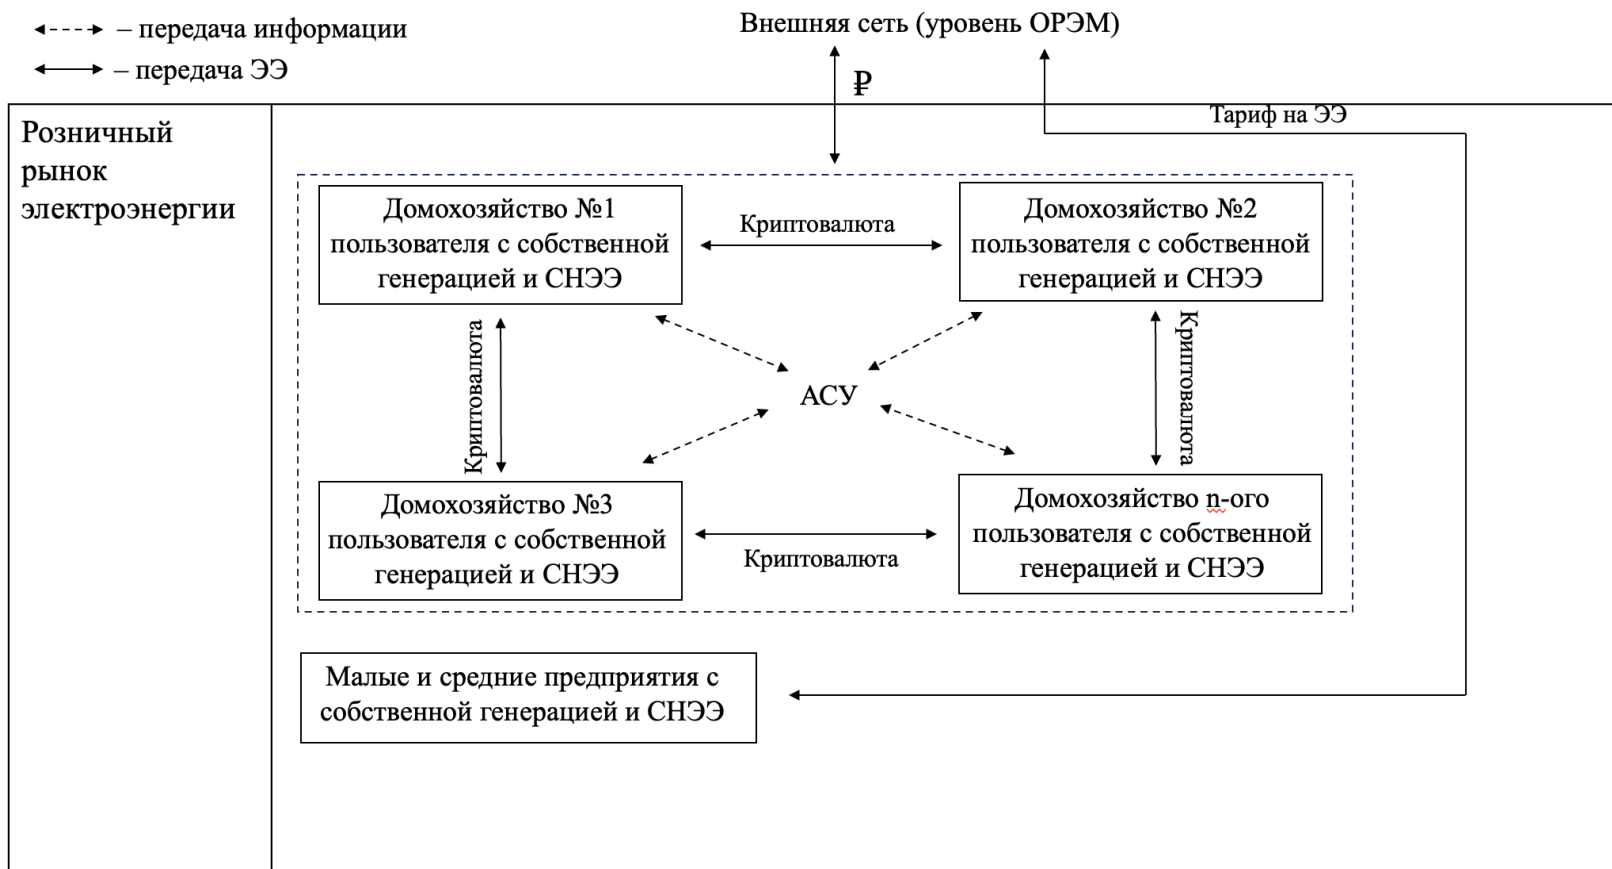 – передача информации
– передача ЭЭ
Внешняя сеть (уровень ОРЭМ)
₽
Тариф на ЭЭ
Розничный
рынок
электроэнергии
Домохозяйство №1
пользователя с собственной
генерацией и СНЭЭ
Криптовалюта
Домохозяйство №2
пользователя с собственной
генерацией и СНЭЭ
Криптовалюта
АСУ
Криптовалюта
Домохозяйство №3
пользователя с собственной
генерацией и СНЭЭ
Криптовалюта
Домохозяйство n-ого
пользователя с собственной
генерацией и СНЭЭ
Малые и средние предприятия с
собственной генерацией и СНЭЭ